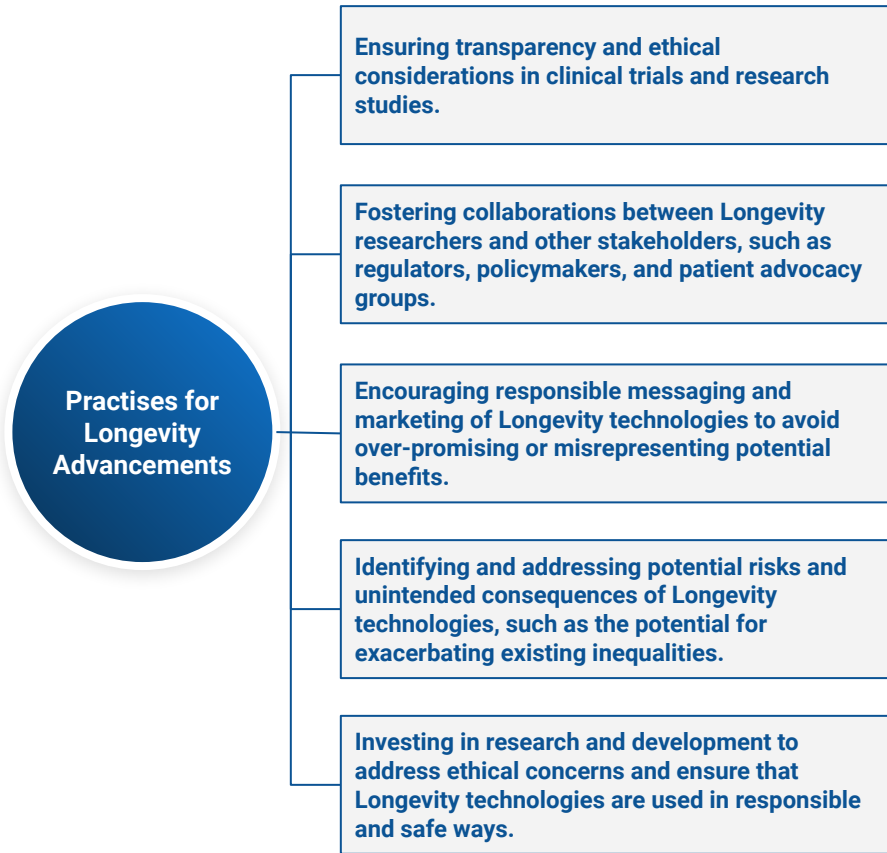 Ensuring transparency and ethical
considerations in clinical trials and research
studies.
Fostering collaborations between Longevity
researchers and other stakeholders, such as
regulators, policymakers, and patient advocacy
groups.
Practises for
Longevity
Advancements
Encouraging responsible messaging and
marketing of Longevity technologies to avoid
over-promising or misrepresenting potential
benefits.
Identifying and addressing potential risks and
unintended consequences of Longevity
technologies, such as the potential for
exacerbating existing inequalities.
Investing in research and development to
address ethical concerns and ensure that
Longevity technologies are used in responsible
and safe ways.